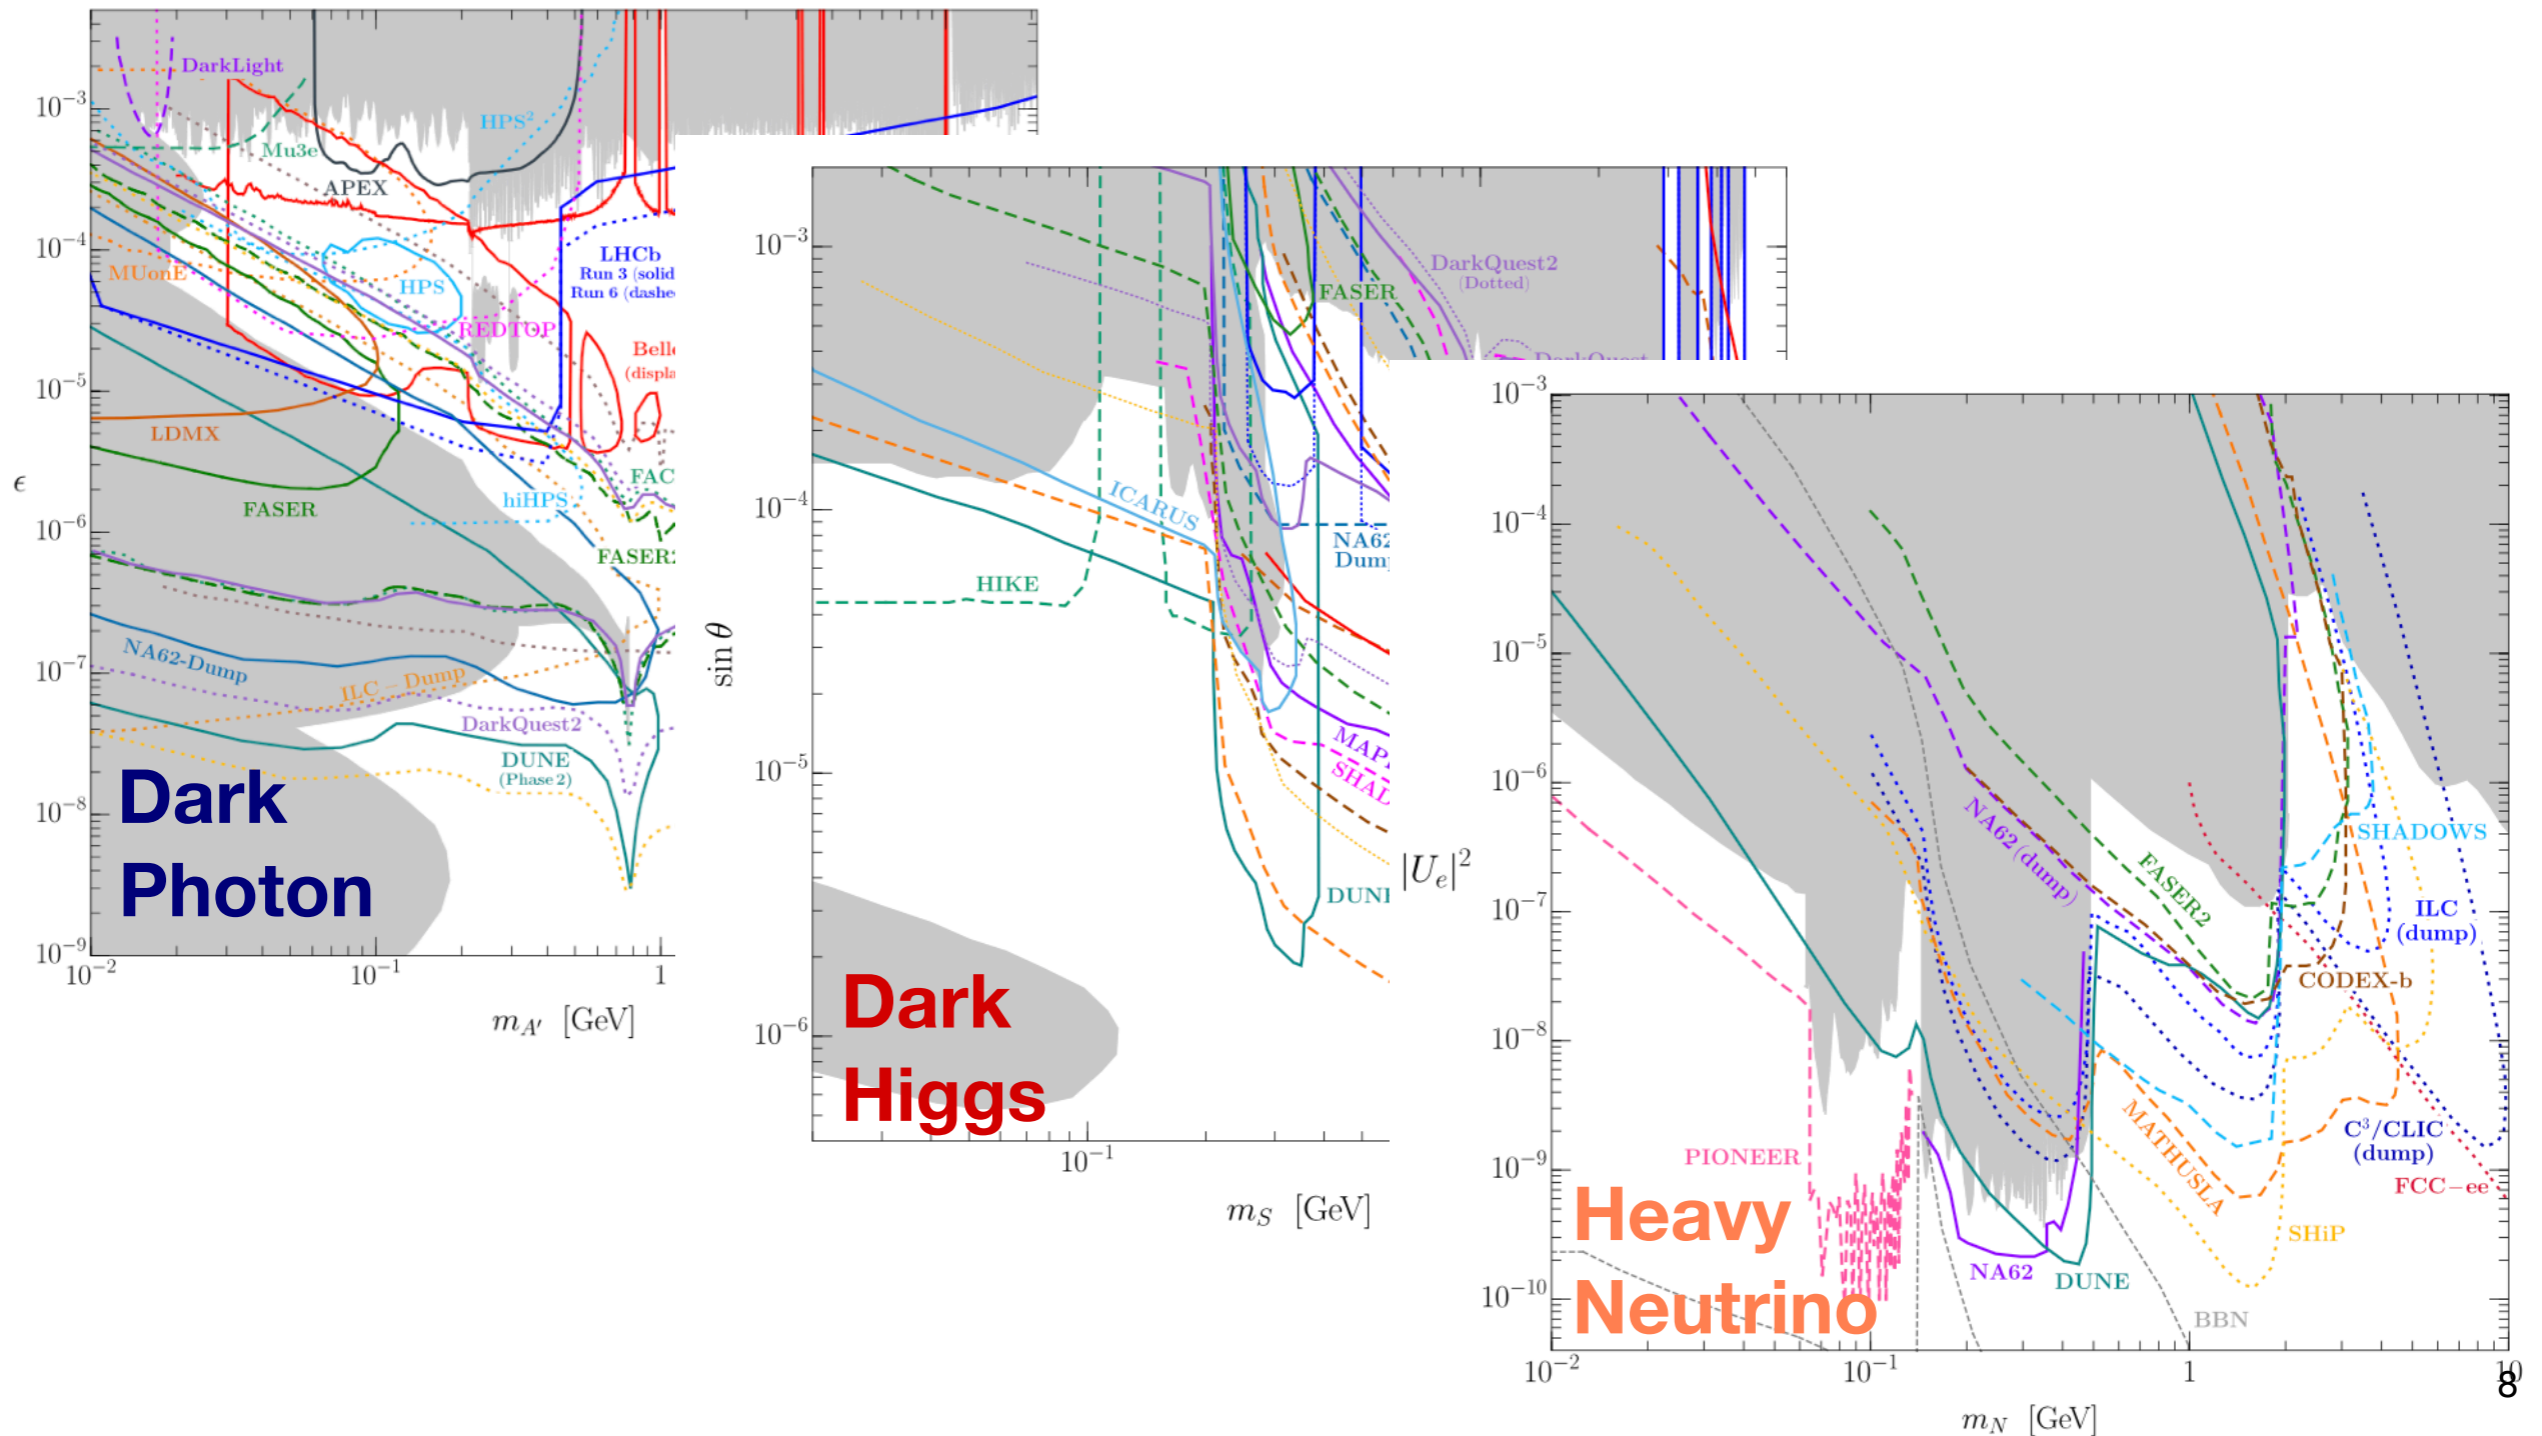 DarkLight
10⁻³
HPS²
Mu3e
APEX
10⁻⁴
MUonE
LHCb
Run 3 (solid
Run 6 (dashe
HPS
REDTOP
Belle
(displa
10⁻⁵
LDMX
FAC
ϵ
hiHPS
FASER
10⁻⁶
FASER2
NA62-Dump
10⁻⁷
ILC – Dump
DarkQuest2
DUNE
(Phase 2)
Dark
Photon
10⁻⁸
10⁻⁹
10⁻²
10⁻¹
1
m_A′ [GeV]
10⁻³
DarkQuest2
(Dotted)
FASER
DarkQuest
ICARUS
10⁻⁴
NA62
Dum
HIKE
sin θ
MAP
SHAD
10⁻⁵
DUNE
Dark
Higgs
10⁻⁶
10⁻¹
m_S [GeV]
10⁻³
10⁻⁴
10⁻⁵
10⁻⁶
NA62 (dump)
SHADOWS
|U_e|²
FASER2
10⁻⁷
ILC
(dump)
CODEX-b
10⁻⁸
MATHUSLA
C³/CLIC
(dump)
PIONEER
10⁻⁹
FCC−ee
Heavy
Neutrino
SHiP
NA62
DUNE
10⁻¹⁰
BBN
10⁻²
10⁻¹
1
10
8
m_N [GeV]